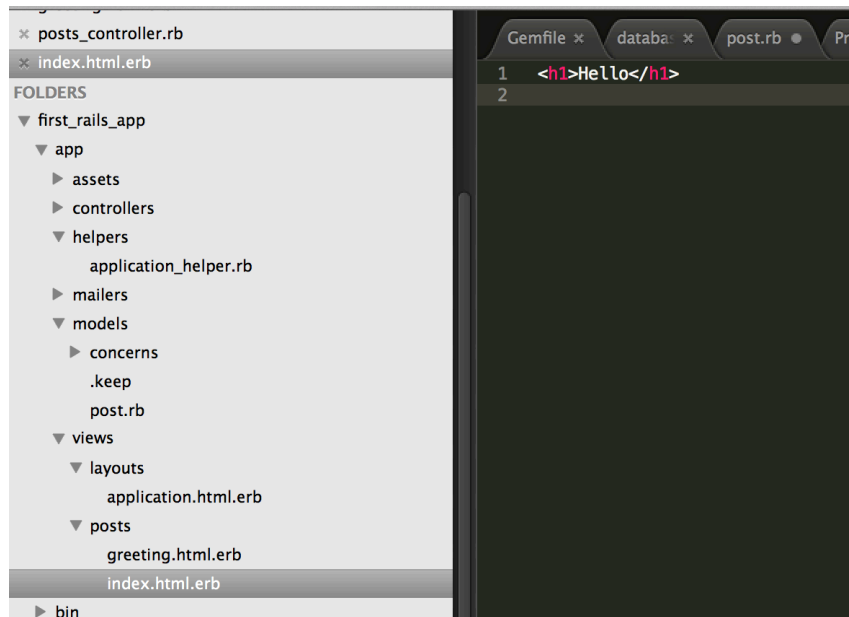 posts_controller.rb
index.html.erb
FOLDERS
first_rails_app
app
assets
controllers
helpers
application_helper.rb
mailers
models
concerns
.keep
post.rb
views
layouts
application.html.erb
posts
greeting.html.erb
index.html.erb
bin
Gemfile databa post.rb Pr
1 <h1>Hello</h1>
2